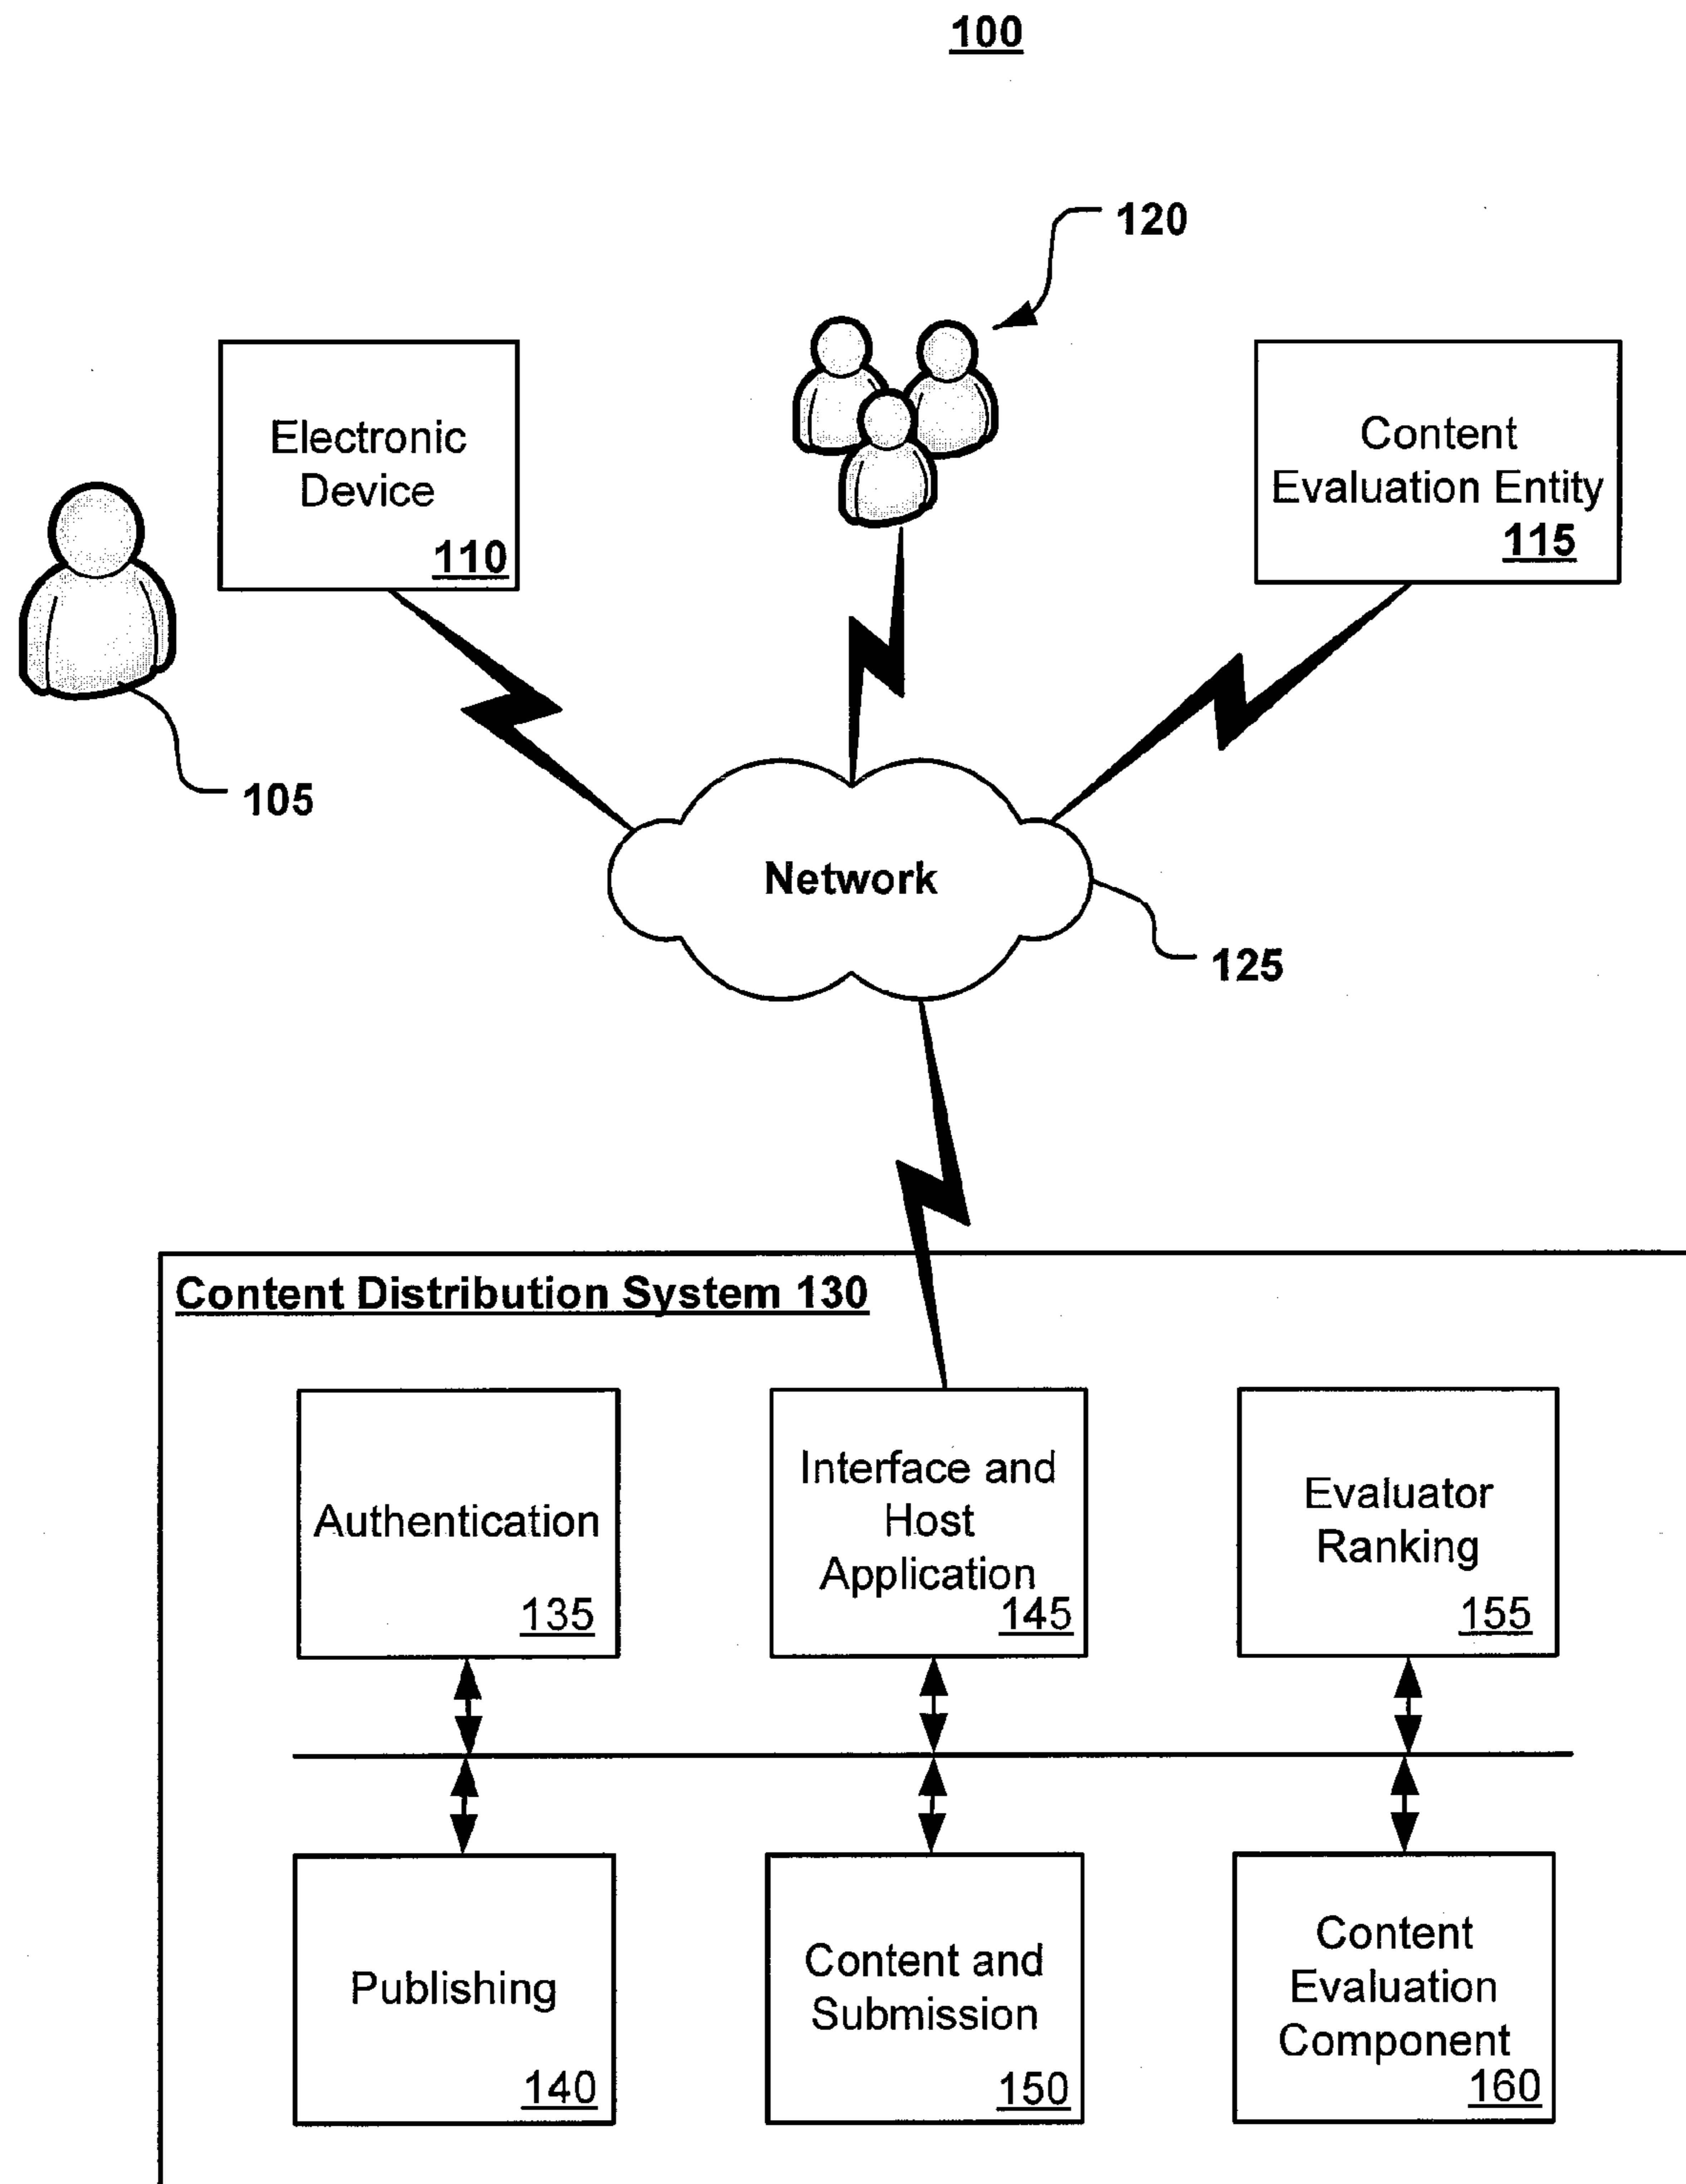 100
120
Electronic
Device
110
Content
Evaluation Entity
115
105
Network
125
Content Distribution System 130
Authentication
135
Interface and
Host
Application
145
Evaluator
Ranking
155
Publishing
140
Content and
Submission
150
Content
Evaluation
Component
160